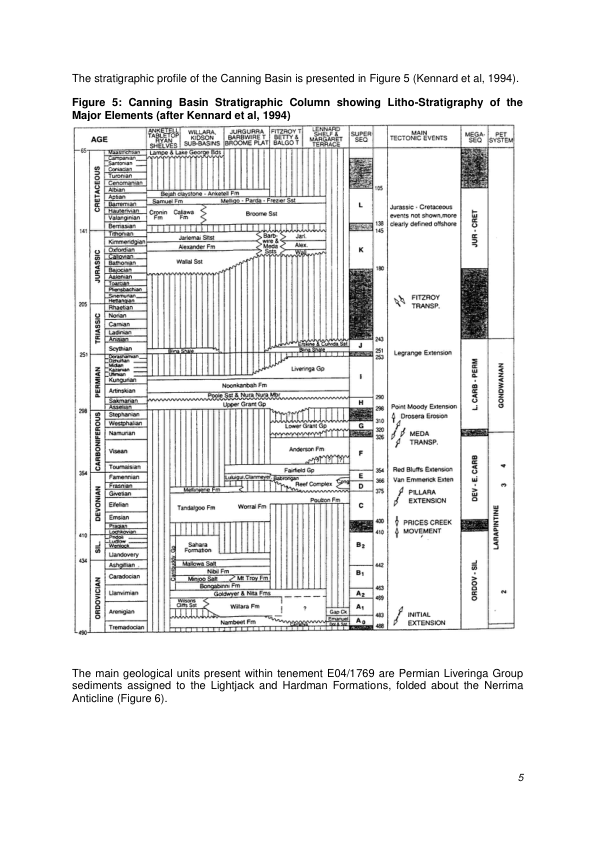 The stratigraphic profile of the Canning Basin is presented in Figure 5 (Kennard et al, 1994).
Figure 5: Canning Basin Stratigraphic Column showing Litho-Stratigraphy of the
Major Elements (after Kennard et al, 1994)
AGE
ANKETELL TABLETOP RYAN SHELVES
WILLARA, KIDSON SUB-BASINS
JURGURRA BARBWIRE T BROOME PLAT
FITZROY T BETTY & BALGO T
LENNARD SHELF & MARGARET TERRACE
SUPER SEQ
MAIN TECTONIC EVENTS
MEGA-SEQ
PET SYSTEM
65
CRETACEOUS
Maastrichian
Campanian
Santonian
Coniacian
Turonian
Cenomanian
Albian
Aptian
Barremian
Hauterivian
Valanginian
Berriasian
141
JURASSIC
Tithonian
Kimmeridgian
Oxfordian
Callovian
Bathonian
Bajocian
Aalenian
Toarcian
Pliensbachian
Sinemurian
Hettangian
205
TRIASSIC
Rhaetian
Norian
Carnian
Ladinian
Anisian
Scythian
251
PERMIAN
Kazanian
Ufimian
Kungurian
Artinskian
Sakmarian
Asselian
298
CARBONIFEROUS
Stephanian
Westphalian
Namurian
Visean
Tournaisian
354
DEVONIAN
Famennian
Frasnian
Givetian
Eifelian
Emsian
Pragian
Lochkovian
410
SIL
Pridoli
Ludlow
Wenlock
Llandovery
434
ORDOVICIAN
Ashgillian
Caradocian
Llanvirnian
Arenigian
Tremadocian
490
Lampe & Lake George Bds
Bejah claystone - Anketell Fm
Samuel Fm
Melligo - Parda - Frezier Sst
Cronin Fm
Callawa Fm
Broome Sst
Jarlemai Sltst
Alexander Fm
Barbwire & Meda Ssts
Jarl.
Alex.
Wall.
Wallal Sst
Erskine & Culvida Sst
Blina Shale
Blina Shale
Liveringa Gp
Noonkanbah Fm
Poole Sst & Nura Nura Mbr
Upper Grant Gp
Lower Grant Gp
Anderson Fm
Fairfield Gp
Luluigui, Clanmeyer
Babrongan
Reef Complex
Mellinjerie Fm
Poulton Fm
Tandalgoo Fm
Worral Fm
Carribuddy Gp
Sahara Formation
Mallowa Salt
Nibil Fm
Minjoo Salt
Mt Troy Fm
Bongabinni Fm
Goldwyer & Nita Fms
Wilsons Cliffs Sst
Willara Fm
?
Gap Ck
Nambeet Fm
Emanuel
L
K
J
I
H
G
F
E
D
C
B2
B1
A2
A1
A0
105
138
145
180
243
251
253
290
298
310
320
326
354
366
375
400
410
442
463
469
483
488
Jurassic - Cretaceous
events not shown,more
clearly defined offshore
FITZROY
TRANSP.
Legrange Extension
Point Moody Extension
Drosera Erosion
MEDA
TRANSP.
Red Bluffs Extension
Van Emmerick Exten
PILLARA
EXTENSION
PRICES CREEK
MOVEMENT
INITIAL
EXTENSION
JUR - CRET
L. CARB - PERM
DEV - E. CARB
ORDOV - SIL
GONDWANAN
LARAPINTINE
4
3
2
The main geological units present within tenement E04/1769 are Permian Liveringa Group
sediments assigned to the Lightjack and Hardman Formations, folded about the Nerrima
Anticline (Figure 6).
5